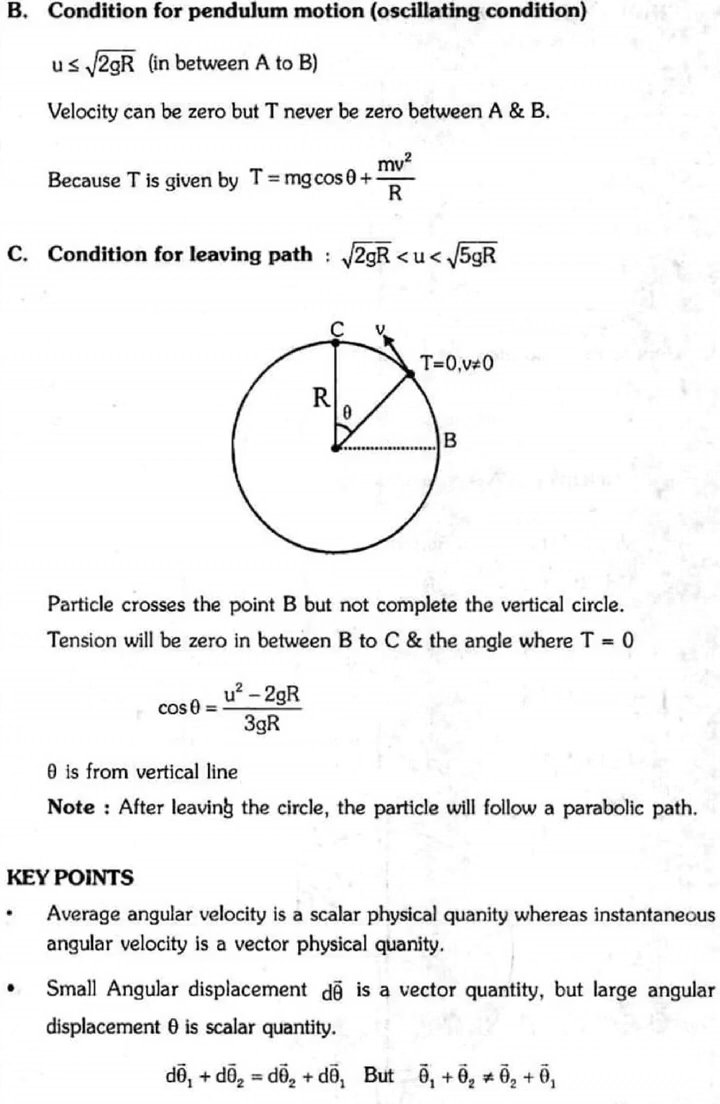 B. Condition for pendulum motion (oscillating condition)
u ≤ √2gR (in between A to B)
Velocity can be zero but T never be zero between A & B.
Because T is given by T = mg cos θ + mv²/R
C. Condition for leaving path : √2gR < u < √5gR
C
v
T=0,v≠0
R
θ
B
Particle crosses the point B but not complete the vertical circle.
Tension will be zero in between B to C & the angle where T = 0
cos θ = (u² – 2gR)/3gR
θ is from vertical line
Note : After leaving the circle, the particle will follow a parabolic path.
KEY POINTS
• Average angular velocity is a scalar physical quanity whereas instantaneous
angular velocity is a vector physical quanity.
• Small Angular displacement dθ⃗ is a vector quantity, but large angular
displacement θ is scalar quantity.
dθ⃗₁ + dθ⃗₂ = dθ⃗₂ + dθ⃗₁ But θ⃗₁ + θ⃗₂ ≠ θ⃗₂ + θ⃗₁